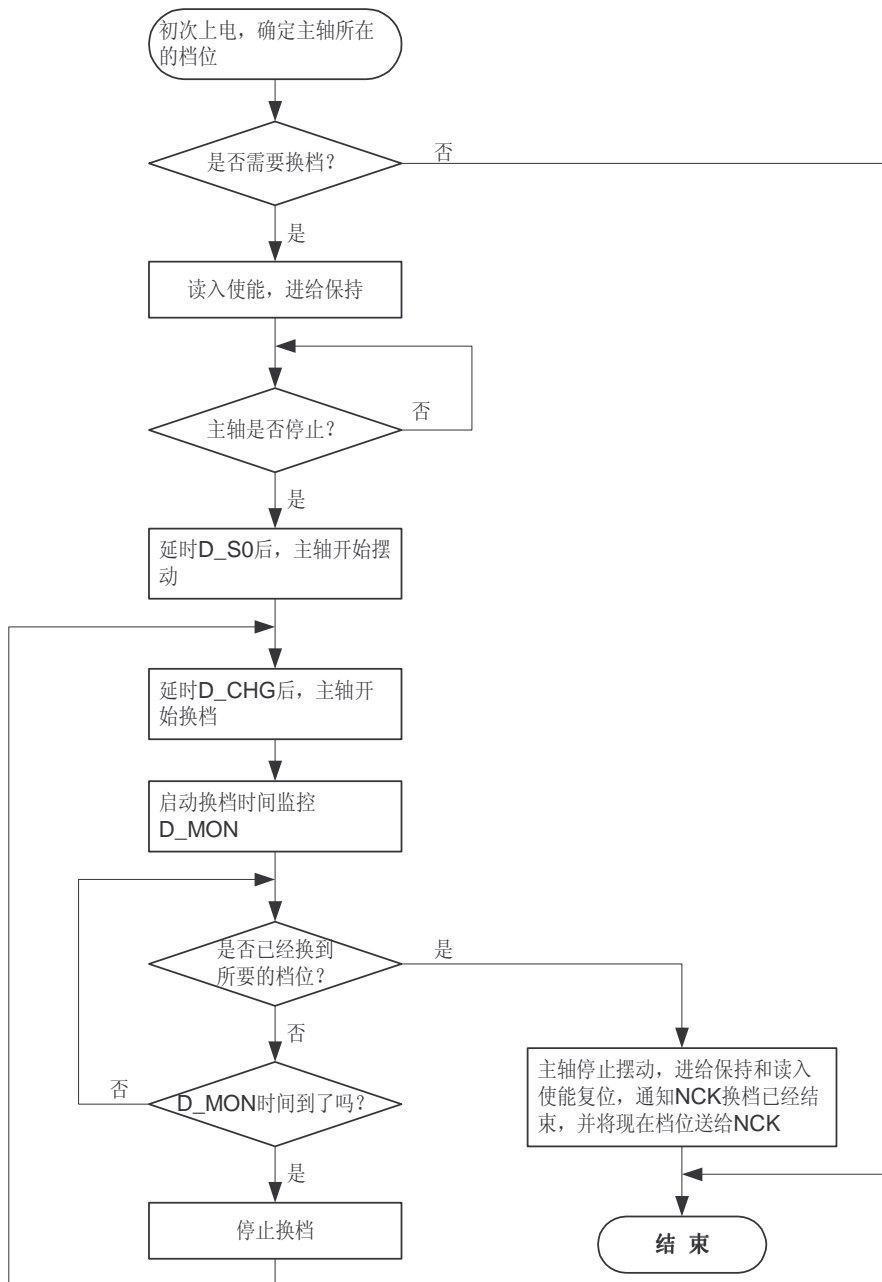 初次上电，确定主轴所在
的档位
是否需要换档？
否
是
读入使能，进给保持
主轴是否停止？
否
是
延时D_S0后，主轴开始摆
动
延时D_CHG后，主轴开
始换档
启动换档时间监控
D_MON
是否已经换到
所要的档位？
是
否
D_MON时间到了吗？
否
主轴停止摆动，进给保持和读入
使能复位，通知NCK换档已经结
束，并将现在档位送给NCK
是
停止换档
结 束